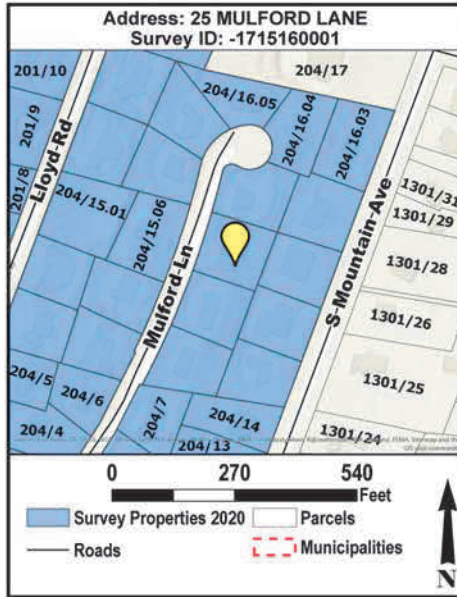 Address: 25 MULFORD LANE
Survey ID: -1715160001
201/10
204/17
204/16.05
204/16.04
204/16.03
201/9
Lloyd-Rd
201/8
204/15.01
204/15.06
Mulford-Ln
S-Mountain-Ave
1301/31
1301/29
1301/28
1301/26
1301/25
1301/24
204/5
204/6
204/7
204/14
204/4
204/13
0 270 540
Feet
Survey Properties 2020
Parcels
Roads
Municipalities
N